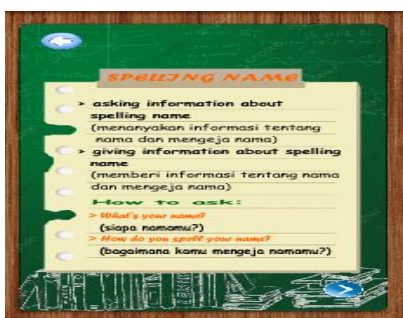 SPELLING NAME
> asking information about
spelling name
(menanyakan informasi tentang
nama dan mengeja nama)
> giving information about spelling
name
(memberi informasi tentang nama
dan mengeja nama)
How to ask:
> What's your name?
(siapa namamu?)
> How do you spell your name?
(bagaimana kamu mengeja namamu?)